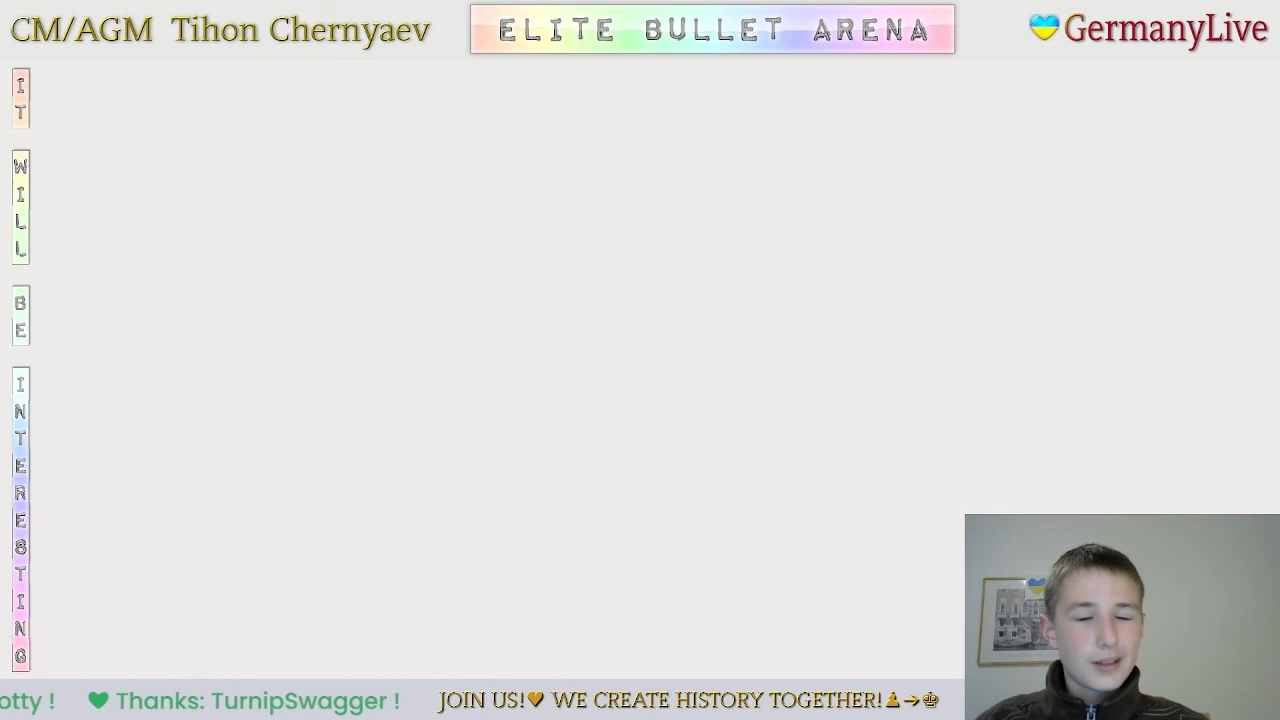 CM/AGM Tihon Chernyaev
ELITE BULLET ARENA
GermanyLive
IT
WILL
BE
INTERESTING
otty ! Thanks: TurnipSwagger !
JOIN US! WE CREATE HISTORY TOGETHER!